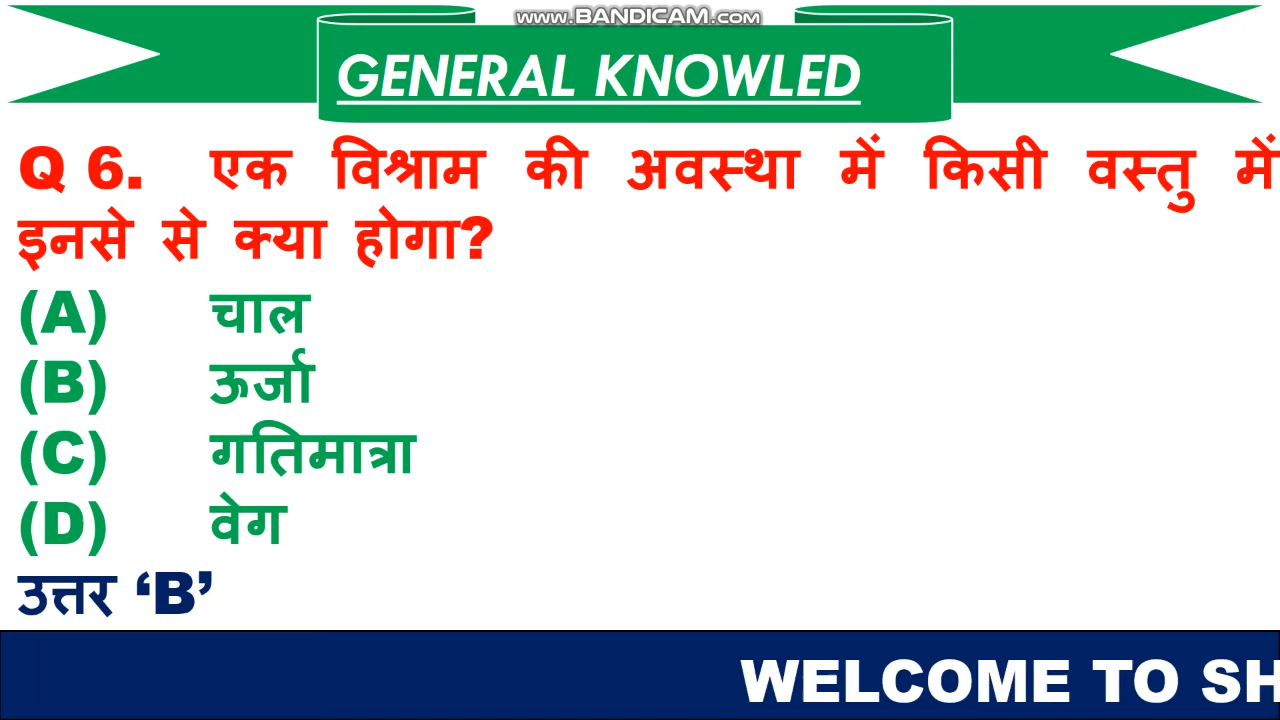 www.BANDICAM.com
GENERAL KNOWLED
Q 6. एक विश्राम की अवस्था में किसी वस्तु में
इनसे से क्या होगा?
(A) चाल
(B) ऊर्जा
(C) गतिमात्रा
(D) वेग
उत्तर ‘B’
WELCOME TO SH